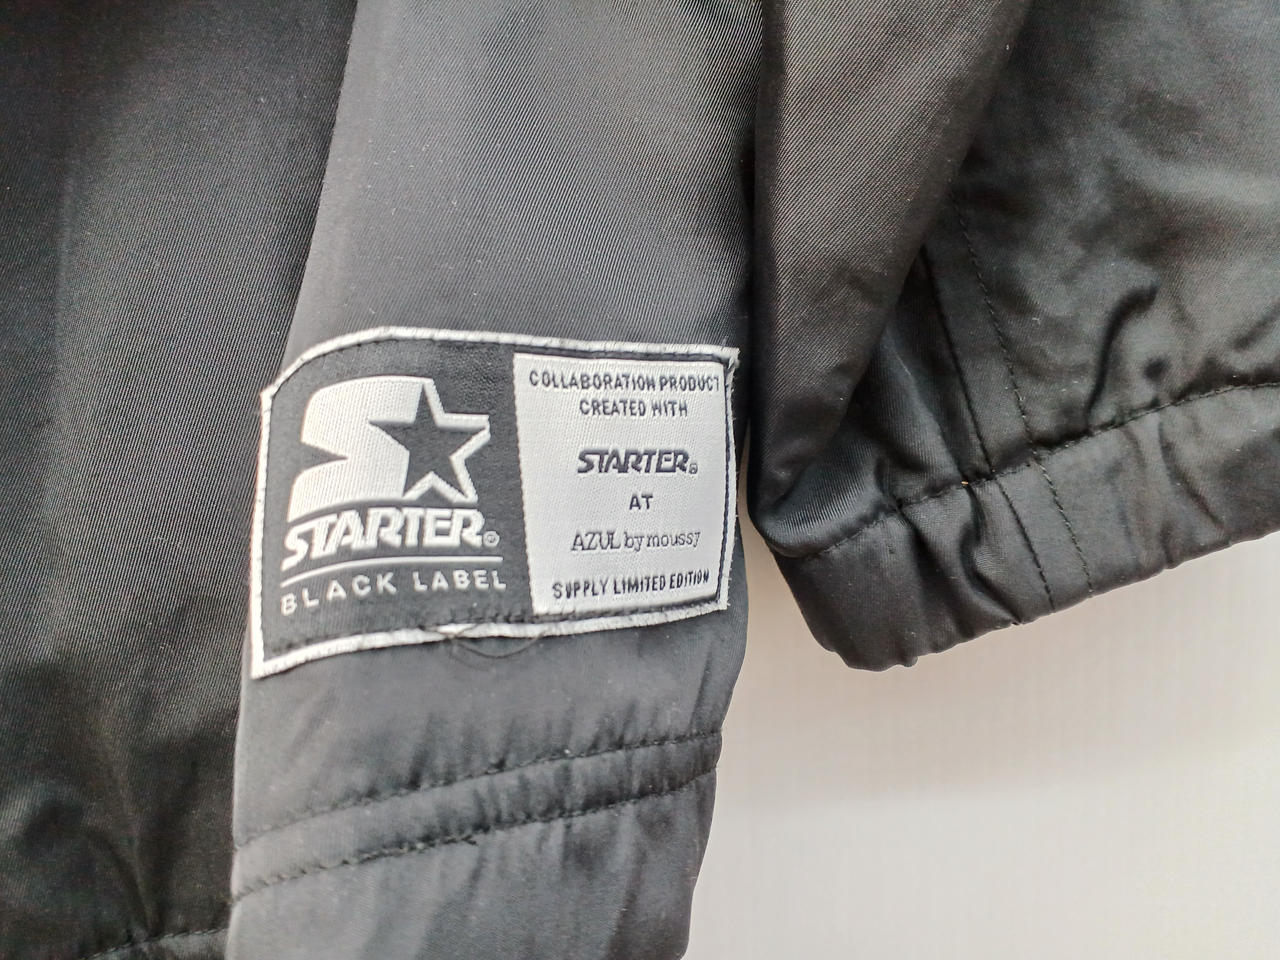 STARTER®
BLACK LABEL
COLLABORATION PRODUCT
CREATED WITH
STARTER®
AT
AZUL by moussy
SUPPLY LIMITED EDITION